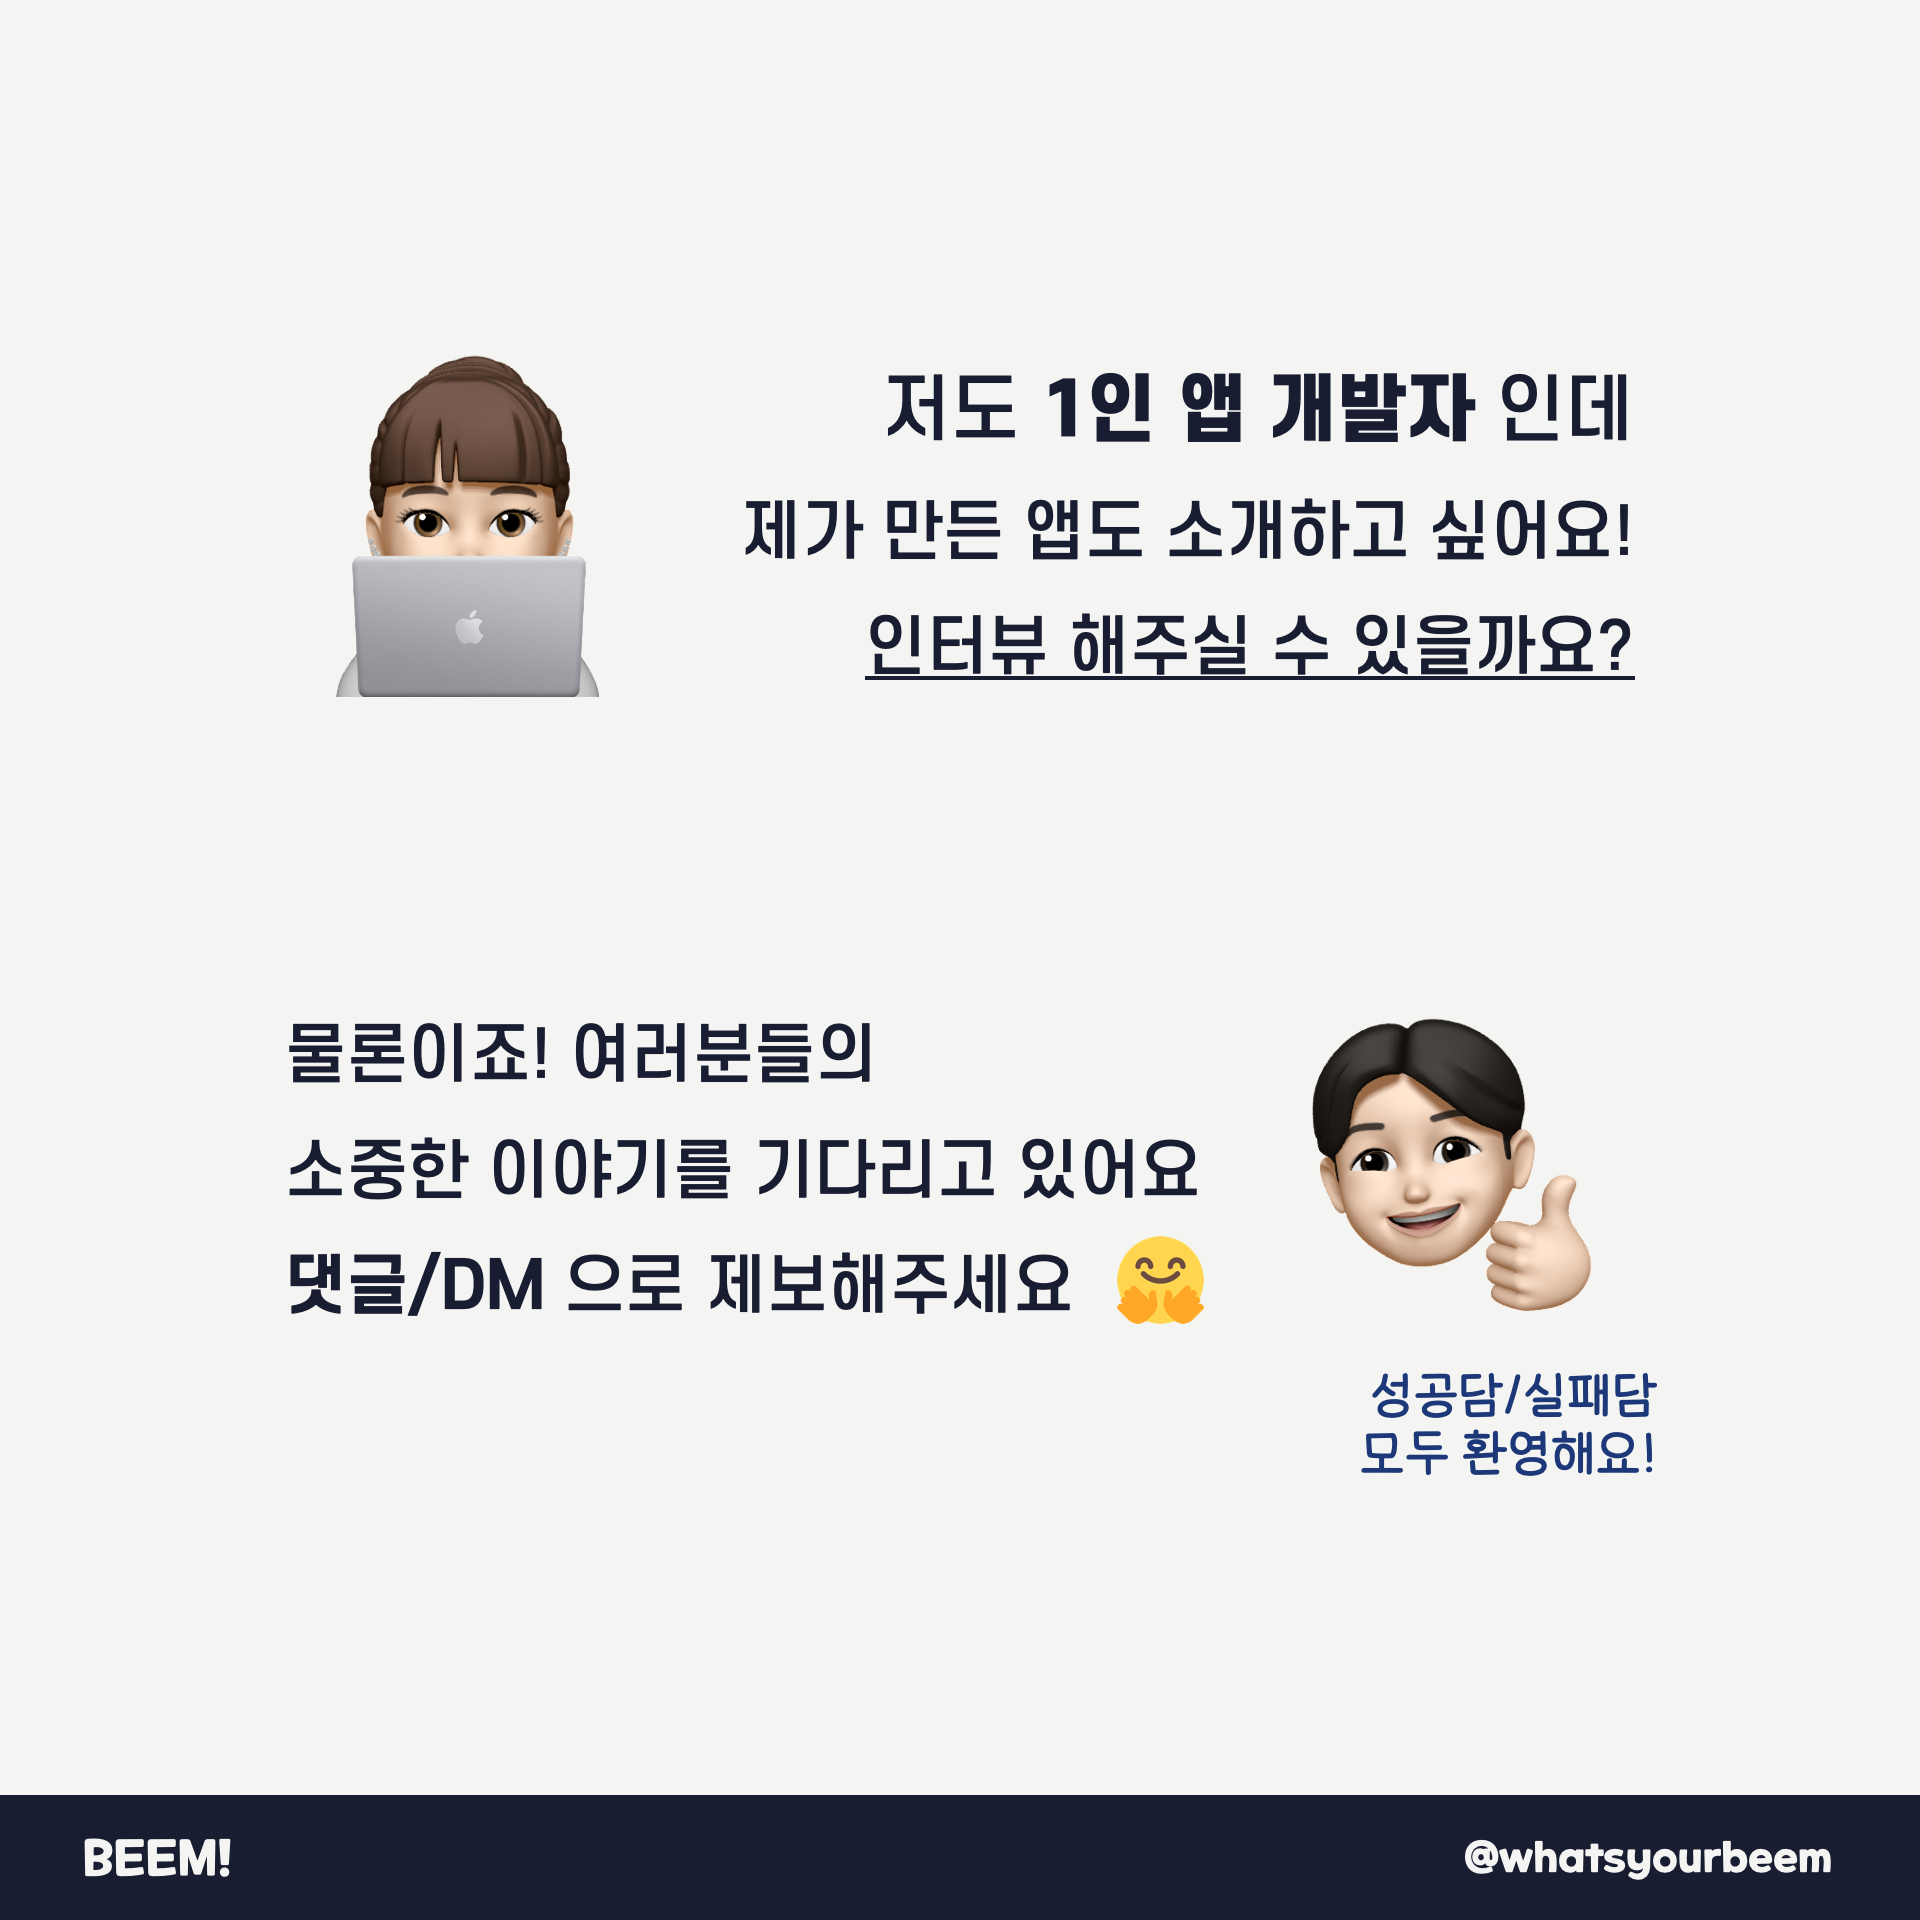 저도 1인 앱 개발자 인데
제가 만든 앱도 소개하고 싶어요!
인터뷰 해주실 수 있을까요?
물론이죠! 여러분들의
소중한 이야기를 기다리고 있어요
댓글/DM 으로 제보해주세요 🤗
성공담/실패담
모두 환영해요!
BEEM!
@whatsyourbeem